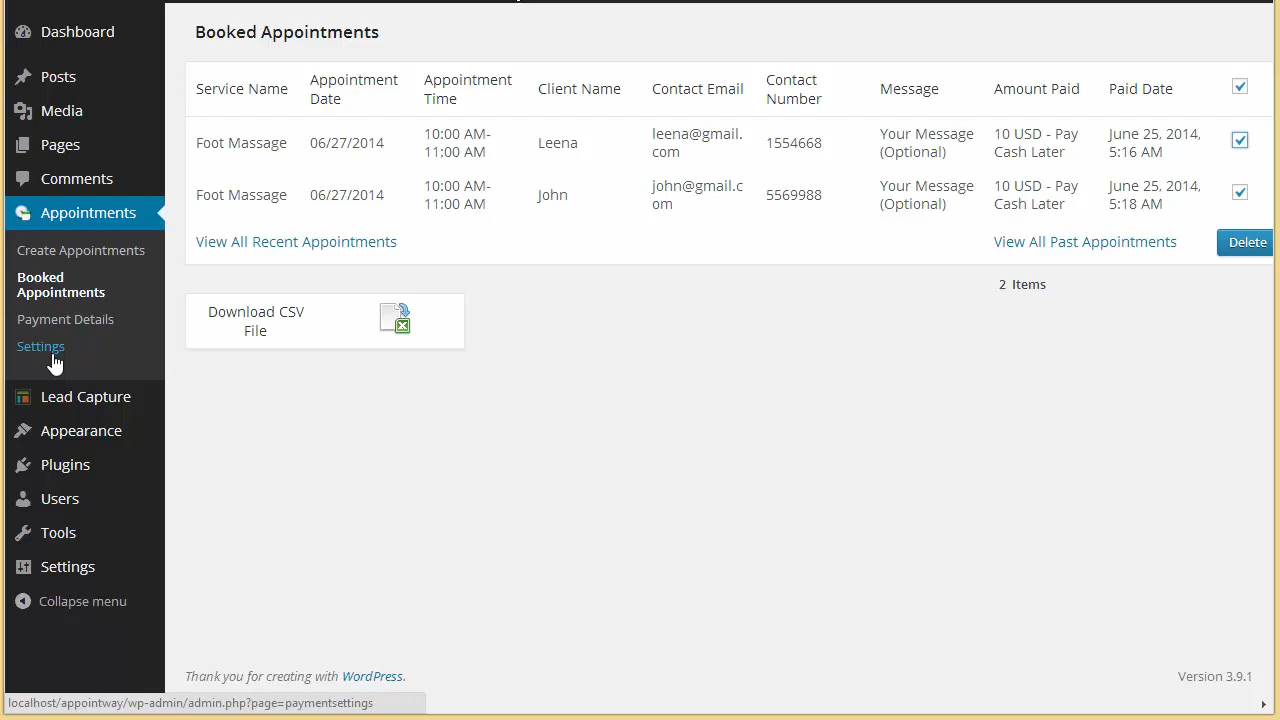 Dashboard
Posts
Media
Pages
Comments
Appointments
Create Appointments
Booked
Appointments
Payment Details
Settings
Lead Capture
Appearance
Plugins
Users
Tools
Settings
Collapse menu
Booked Appointments
Service Name
Appointment
Date
Appointment
Time
Client Name
Contact Email
Contact
Number
Message
Amount Paid
Paid Date
Foot Massage
06/27/2014
10:00 AM-
11:00 AM
Leena
leena@gmail.
com
1554668
Your Message
(Optional)
10 USD - Pay
Cash Later
June 25, 2014,
5:16 AM
Foot Massage
06/27/2014
10:00 AM-
11:00 AM
John
john@gmail.c
om
5569988
Your Message
(Optional)
10 USD - Pay
Cash Later
June 25, 2014,
5:18 AM
View All Recent Appointments
View All Past Appointments
Delete
2 Items
Download CSV
File
Thank you for creating with WordPress.
Version 3.9.1
localhost/appointway/wp-admin/admin.php?page=paymentsettings